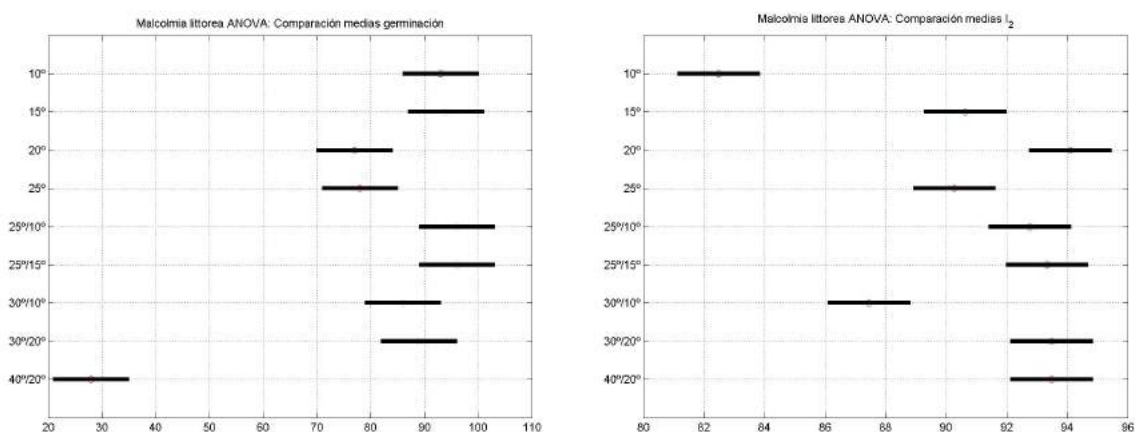 Malcolmia littorea ANOVA: Comparación medias germinación
10º
15º
20º
25º
25º/10º
25º/15º
30º/10º
30º/20º
40º/20º
20 30 40 50 60 70 80 90 100 110
Malcolmia littorea ANOVA: Comparación medias I2
10º
15º
20º
25º
25º/10º
25º/15º
30º/10º
30º/20º
40º/20º
80 82 84 86 88 90 92 94 96